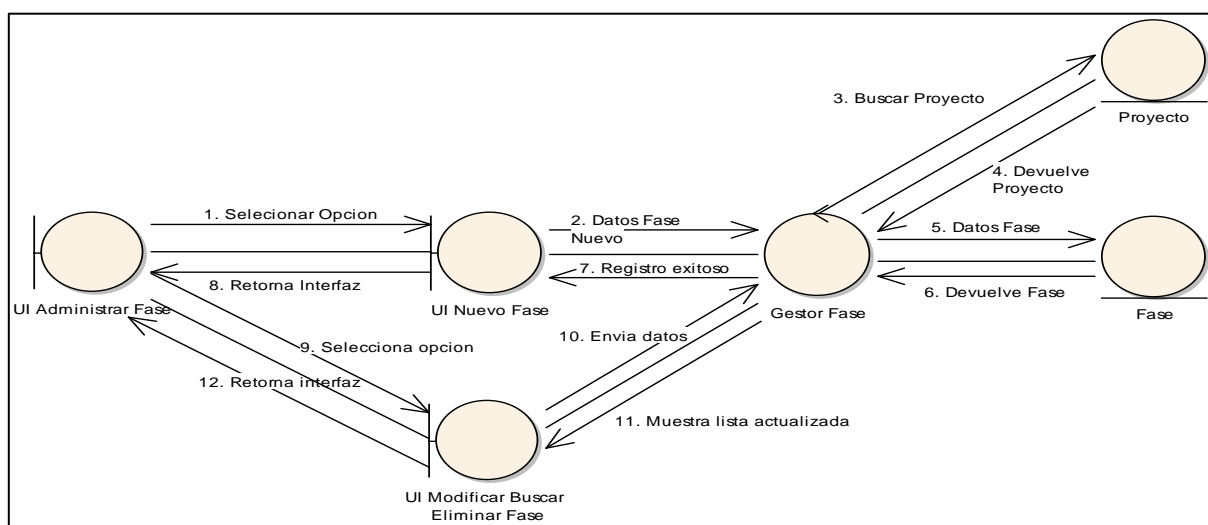 3. Buscar Proyecto
Proyecto
4. Devuelve
Proyecto
1. Selecionar Opcion
2. Datos Fase
Nuevo
5. Datos Fase
7. Registro exitoso
8. Retorna Interfaz
6. Devuelve Fase
UI Administrar Fase
UI Nuevo Fase
Gestor Fase
Fase
10. Envia datos
9. Selecciona opcion
12. Retorna interfaz
11. Muestra lista actualizada
UI Modificar Buscar
Eliminar Fase